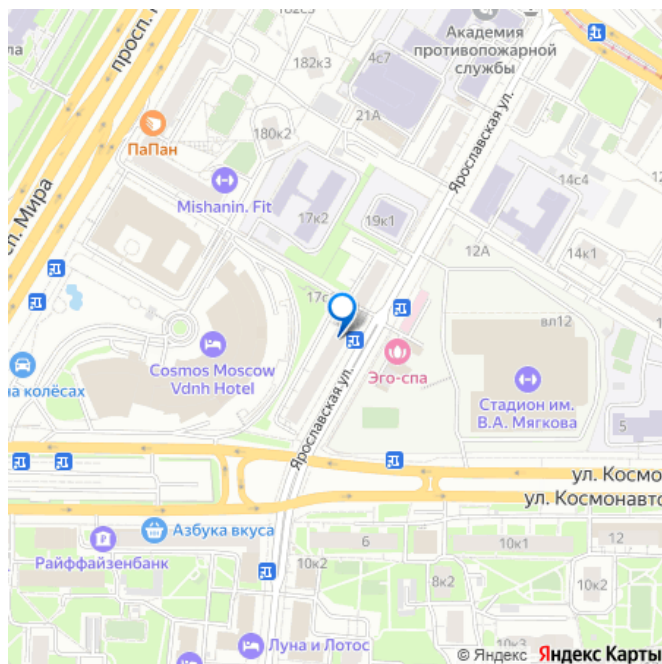 182с3
Академия
противопожарной
службы
4с7
182к3
просп.
21А
180к2
ПаПан
Ярославская ул.
14с4
Mishanin. Fit
17к2
19к1
12А
14к1
Мира
17с
вл12
Cosmos Moscow
Vdnh Hotel
Эго-спа
Стадион им.
В.А. Мягкова
5
на колёсах
Ярославская ул.
ул. Космо
ул. Космонавто
Азбука вкуса
Райффайзенбанк
6
10к1
12
10к2
8к2
10к2
10к3
Луна и Лотос
© Яндекс Яндекс Карты